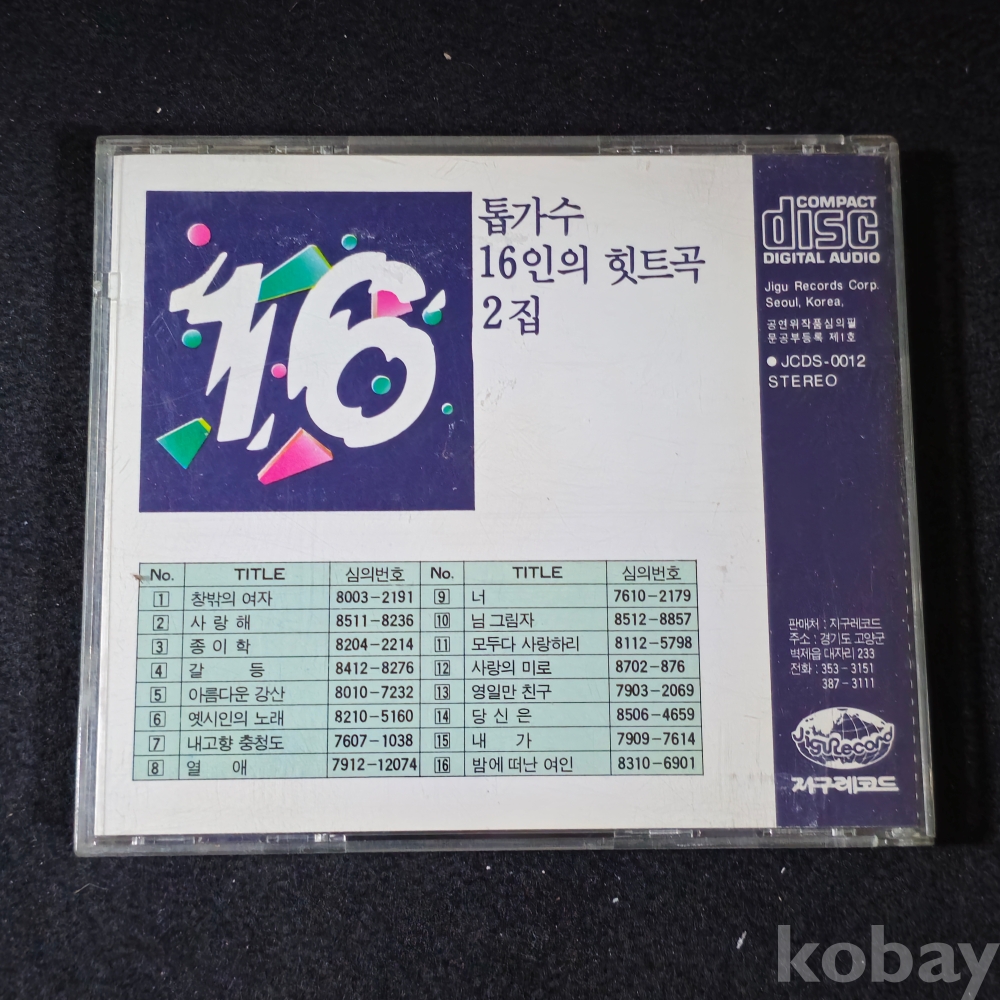 16
톱가수
16인의 힛트곡
2집
COMPACT
disc
DIGITAL AUDIO
Jigu Records Corp.
Seoul, Korea.
공연위작품심의필
문공부등록 제1호
● JCDS-0012
STEREO
No. TITLE 심의번호 No. TITLE 심의번호
1 창밖의 여자 8003-2191 9 너 7610-2179
2 사랑해 8511-8236 10 님 그림자 8512-8857
3 종이학 8204-2214 11 모두다 사랑하리 8112-5798
4 갈 등 8412-8276 12 사랑의 미로 8702-876
5 아름다운 강산 8010-7232 13 영일만 친구 7903-2069
6 옛시인의 노래 8210-5160 14 당신은 8506-4659
7 내고향 충청도 7607-1038 15 내 가 7909-7614
8 열 애 7912-12074 16 밤에 떠난 여인 8310-6901
판매처 : 지구레코드
주소 : 경기도 고양군
벽제읍 대자리 233
전화 : 353-3151
387-3111
Jigu Record
지구레코드
kobay